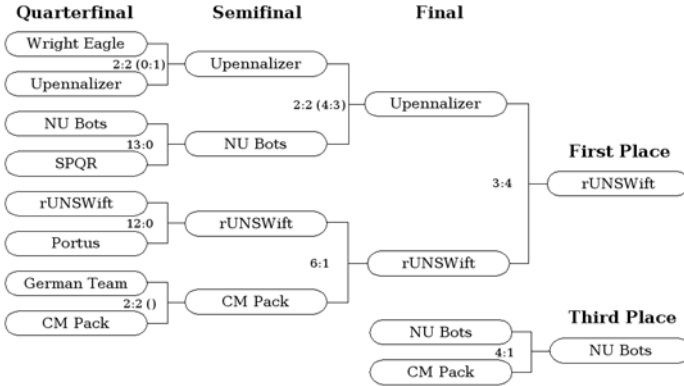 Quarterfinal Semifinal Final
Wright Eagle
2:2 (0:1)
Upennalizer
Upennalizer
2:2 (4:3)
Upennalizer
NU Bots
13:0
SPQR
NU Bots
First Place
3:4
rUNSWift
rUNSWift
12:0
Portus
rUNSWift
6:1
rUNSWift
German Team
2:2 ()
CM Pack
CM Pack
Third Place
NU Bots
4:1
CM Pack
NU Bots